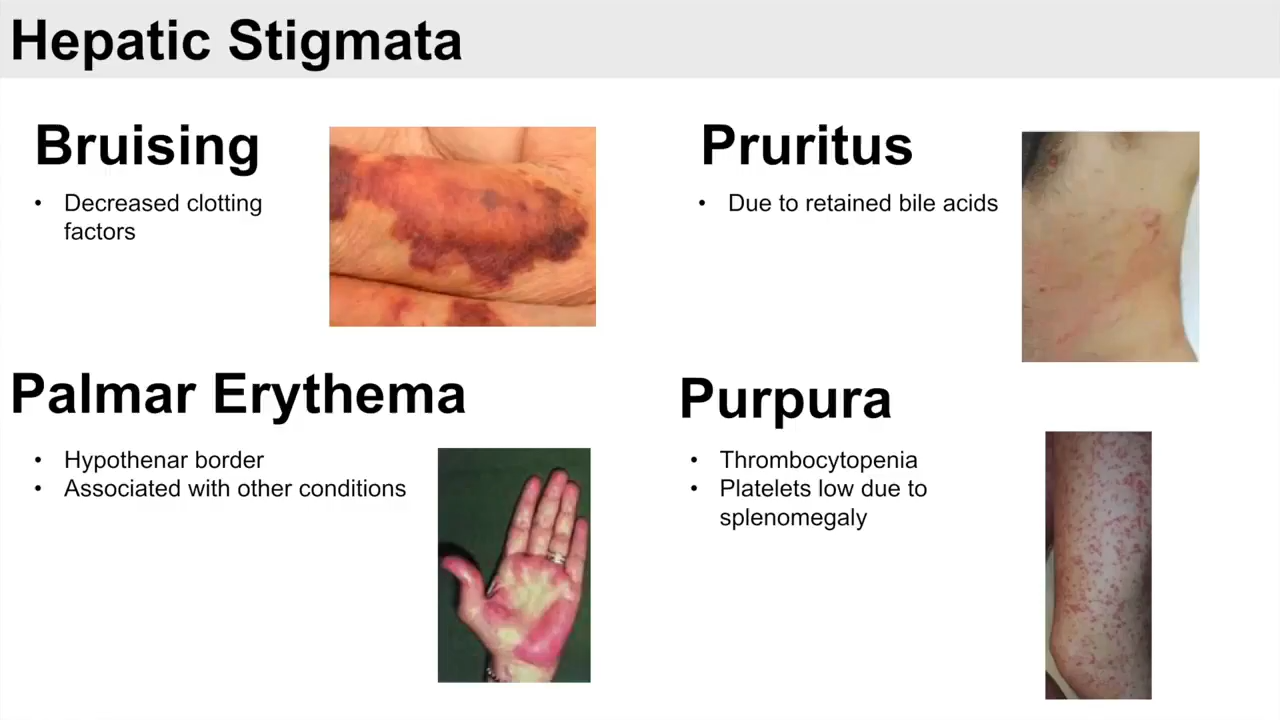 Hepatic Stigmata
Bruising
• Decreased clotting
factors
Pruritus
• Due to retained bile acids
Palmar Erythema
• Hypothenar border
• Associated with other conditions
Purpura
• Thrombocytopenia
• Platelets low due to
splenomegaly